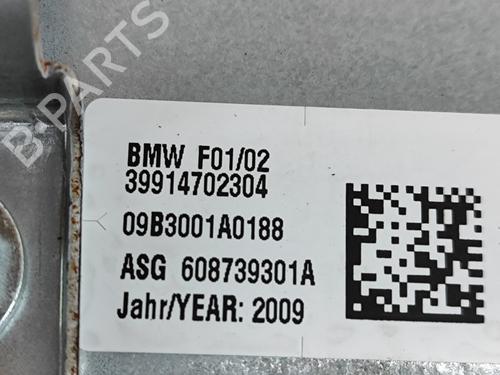 BMW F01/02
39914702304
09B3001A0188
ASG 608739301A
Jahr/YEAR: 2009
B-PARTS